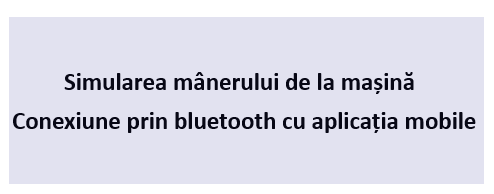 Simularea mânerului de la mașină
Conexiune prin bluetooth cu aplicația mobile